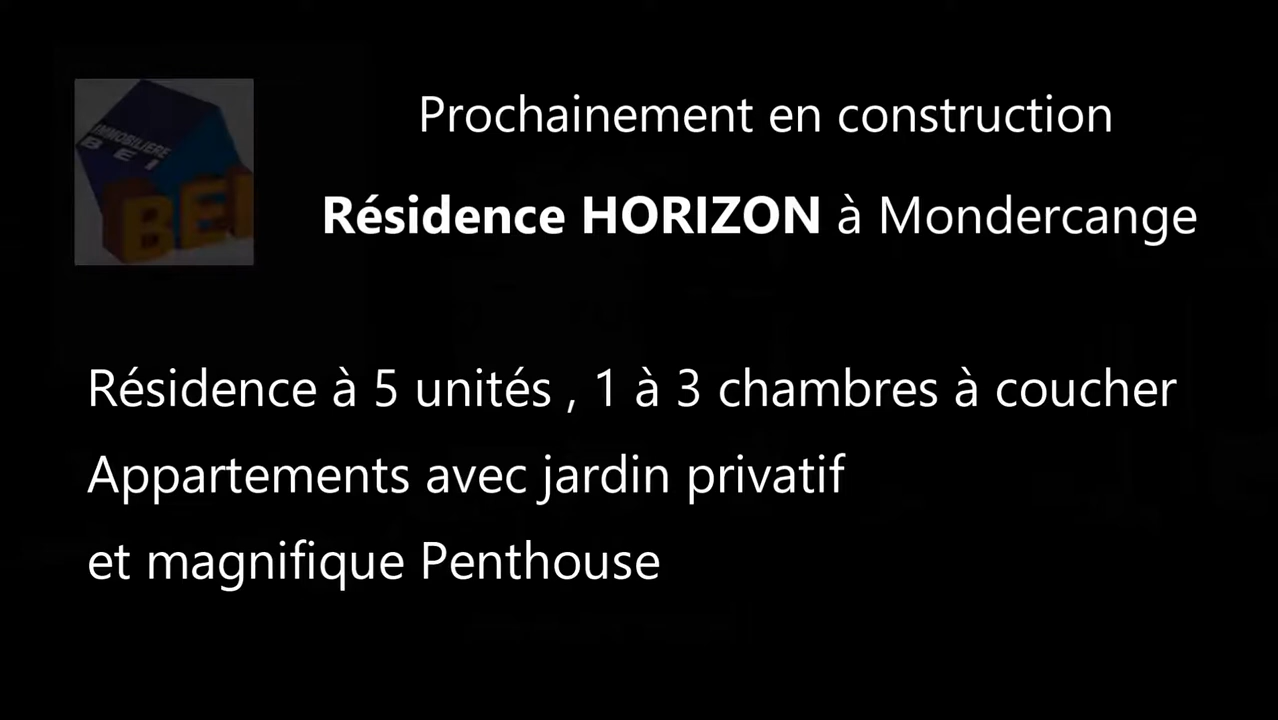 IMMOBILIERE
BEI
BEI
Prochainement en construction
Résidence HORIZON à Mondercange
Résidence à 5 unités , 1 à 3 chambres à coucher
Appartements avec jardin privatif
et magnifique Penthouse